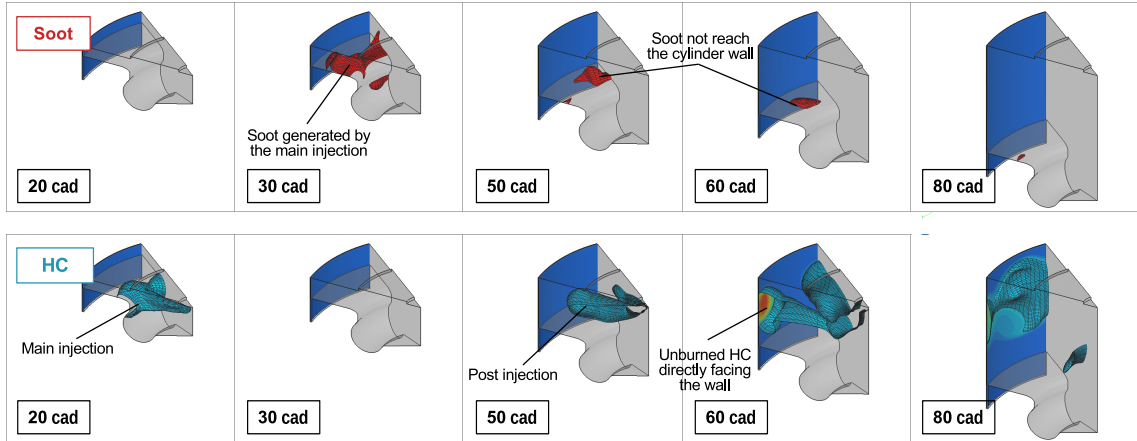 Soot
Soot not reach
the cylinder wall
Soot generated by
the main injection
20 cad
30 cad
50 cad
60 cad
80 cad
HC
Main injection
Post injection
Unburned HC
directly facing
the wall
20 cad
30 cad
50 cad
60 cad
80 cad